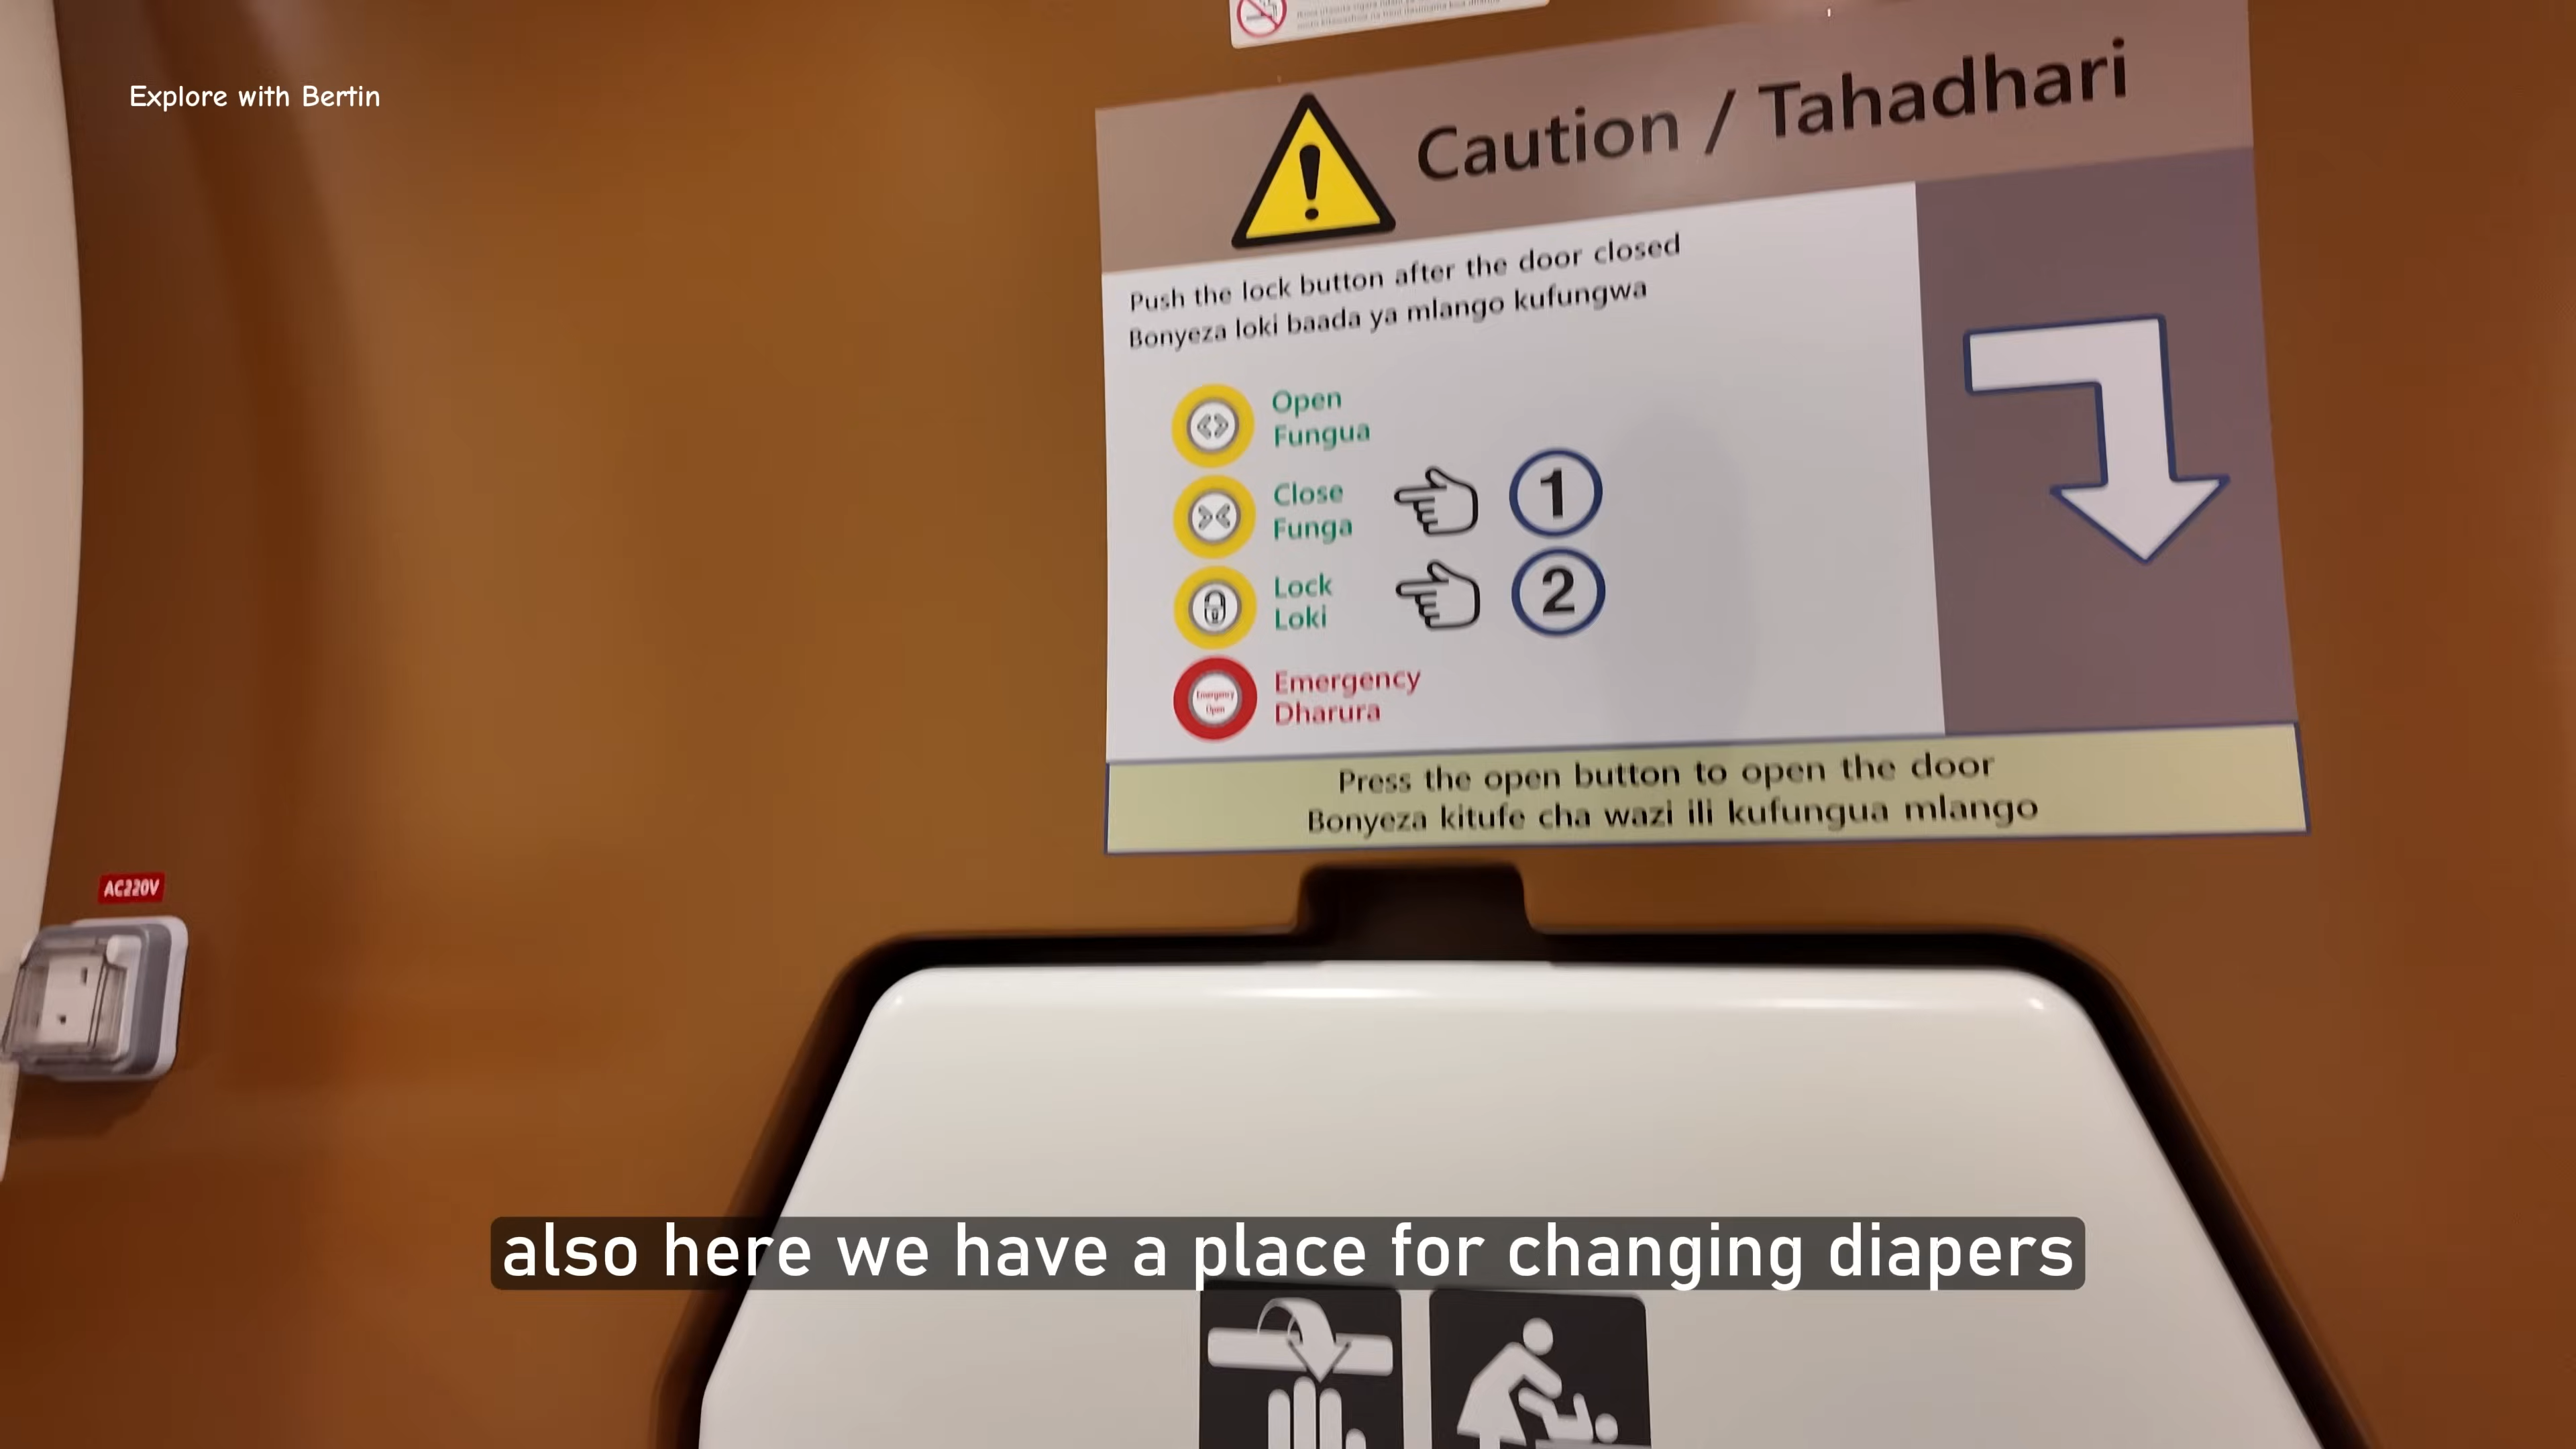 Explore with Bertin
Caution / Tahadhari
Push the lock button after the door closed
Bonyeza loki baada ya mlango kufungwa
Open
Fungua
Close
Funga
1
Lock
Loki
2
Emergency
Open
Emergency
Dharura
Press the open button to open the door
Bonyeza kitufe cha wazi ili kufungua mlango
AC220V
also here we have a place for changing diapers